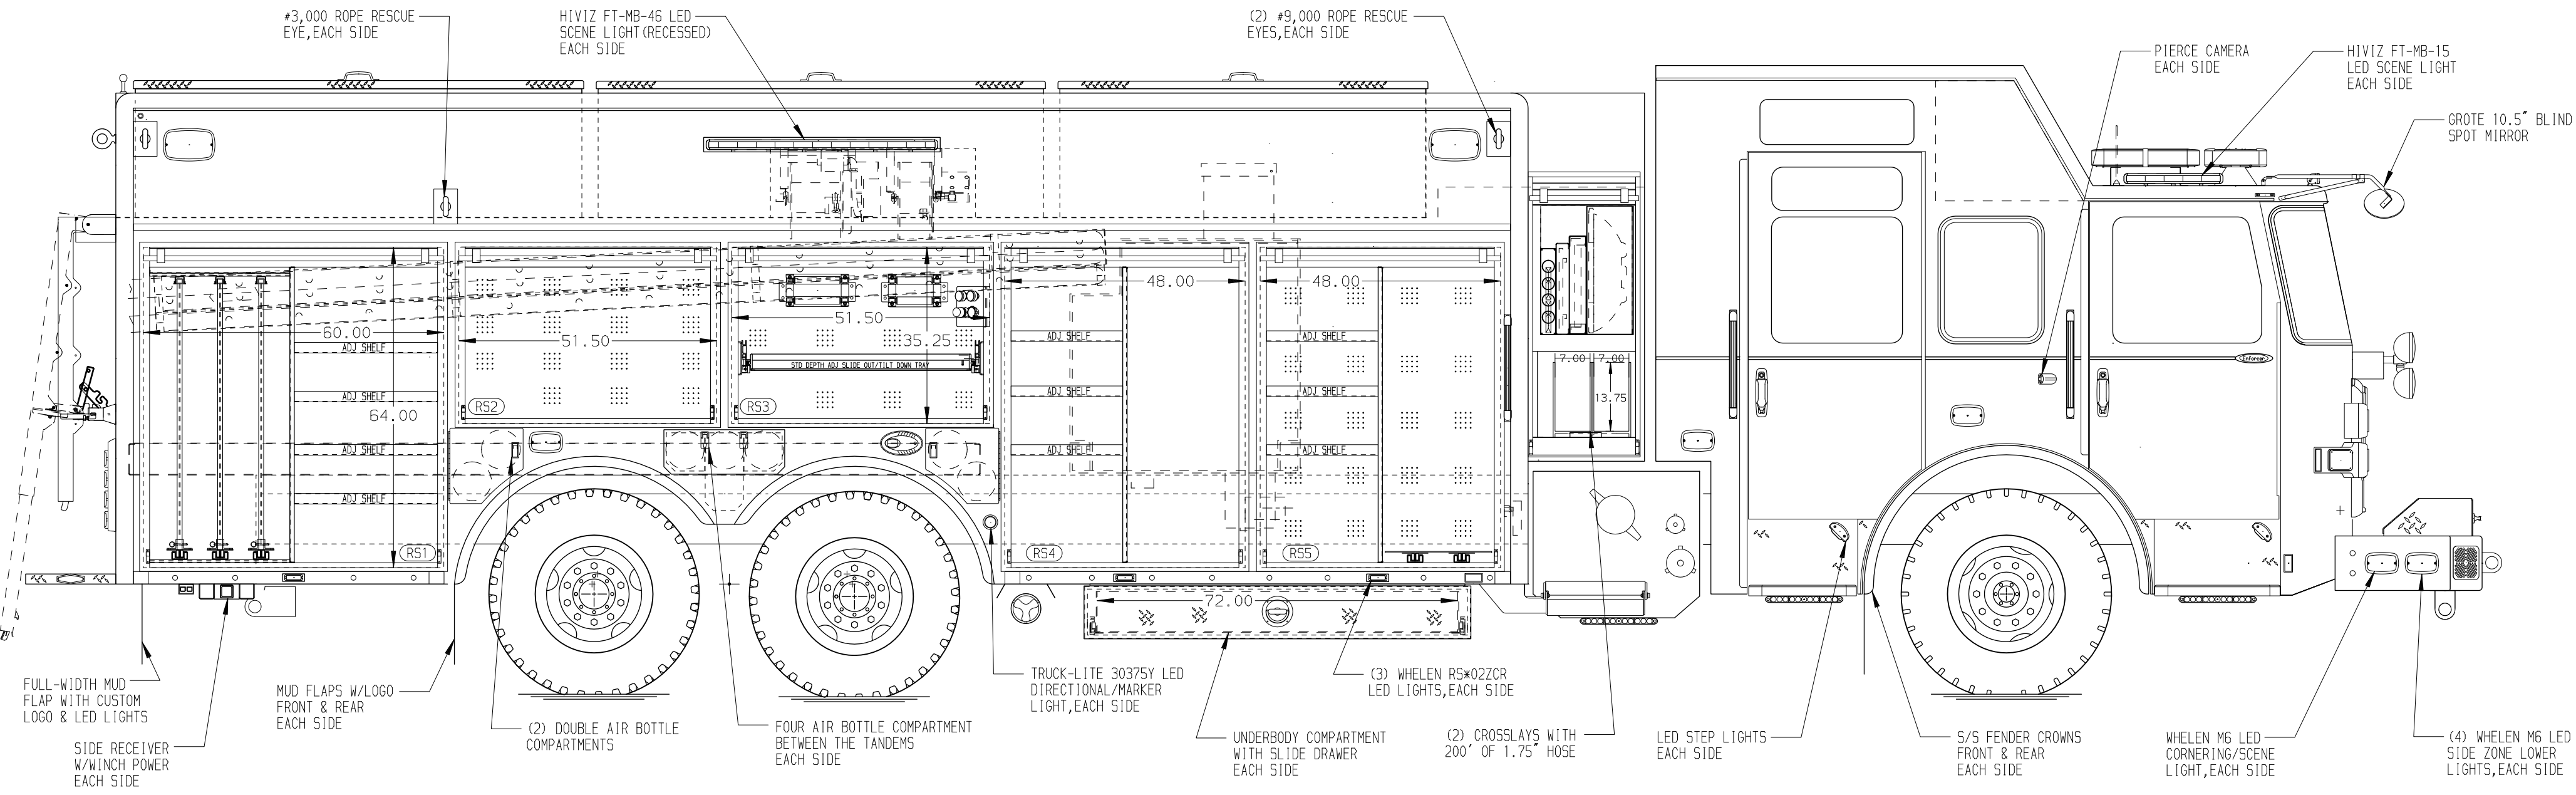 #3,000 ROPE RESCUE
EYE,EACH SIDE
HIVIZ FT-MB-46 LED
SCENE LIGHT(RECESSED)
EACH SIDE
(2) #9,000 ROPE RESCUE
EYES,EACH SIDE
PIERCE CAMERA
EACH SIDE
HIVIZ FT-MB-15
LED SCENE LIGHT
EACH SIDE
GROTE 10.5" BLIND
SPOT MIRROR
60.00
ADJ SHELF
ADJ SHELF
64.00
ADJ SHELF
ADJ SHELF
RS1
51.50
RS2
51.50
35.25
STD DEPTH ADJ SLIDE OUT/TILT DOWN TRAY
RS3
48.00
ADJ SHELF
ADJ SHELF
ADJ SHELF
RS4
48.00
ADJ SHELF
ADJ SHELF
ADJ SHELF
RS5
7.00
7.00
13.75
Enforcer
72.00
FULL-WIDTH MUD
FLAP WITH CUSTOM
LOGO & LED LIGHTS
SIDE RECEIVER
W/WINCH POWER
EACH SIDE
MUD FLAPS W/LOGO
FRONT & REAR
EACH SIDE
(2) DOUBLE AIR BOTTLE
COMPARTMENTS
FOUR AIR BOTTLE COMPARTMENT
BETWEEN THE TANDEMS
EACH SIDE
TRUCK-LITE 30375Y LED
DIRECTIONAL/MARKER
LIGHT,EACH SIDE
UNDERBODY COMPARTMENT
WITH SLIDE DRAWER
EACH SIDE
(3) WHELEN RS*02ZCR
LED LIGHTS,EACH SIDE
(2) CROSSLAYS WITH
200' OF 1.75" HOSE
LED STEP LIGHTS
EACH SIDE
S/S FENDER CROWNS
FRONT & REAR
EACH SIDE
WHELEN M6 LED
CORNERING/SCENE
LIGHT,EACH SIDE
(4) WHELEN M6 LED
SIDE ZONE LOWER
LIGHTS,EACH SIDE